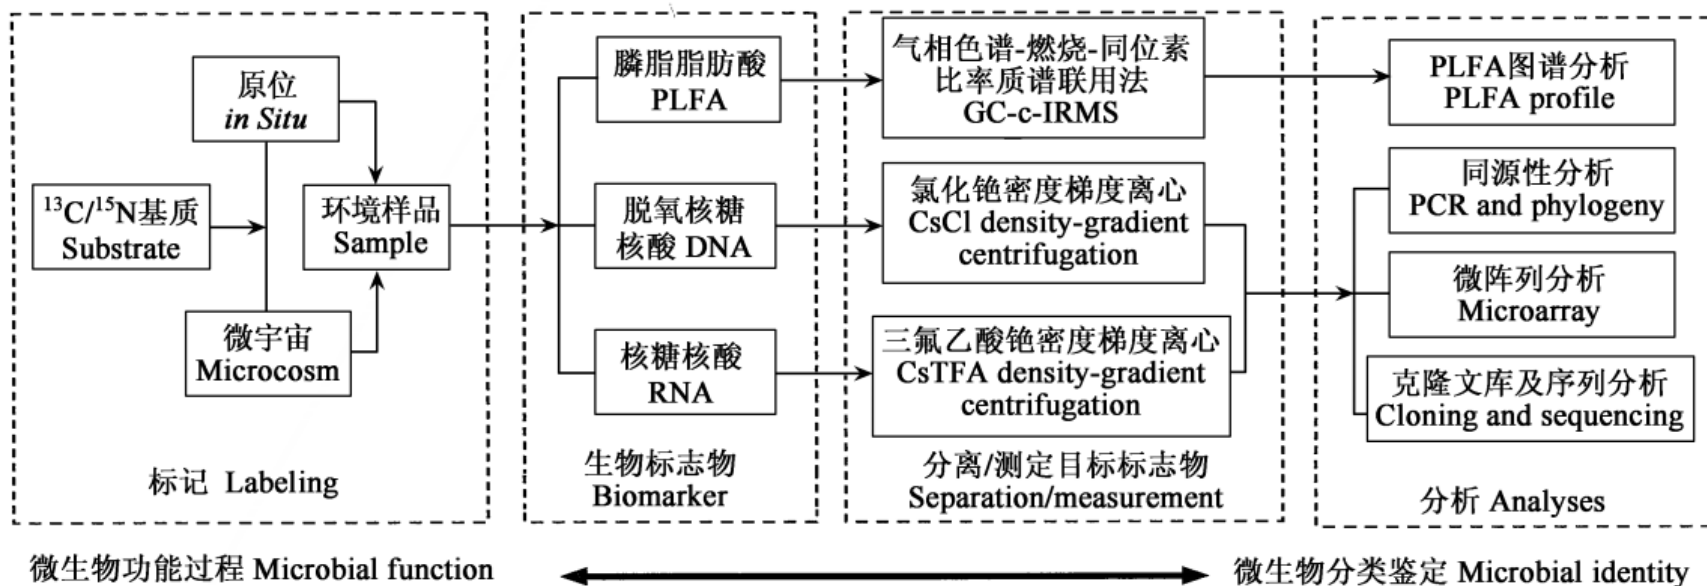 原位
in Situ
¹³C/¹⁵N基质
Substrate
环境样品
Sample
微宇宙
Microcosm
标记 Labeling
膦脂脂肪酸
PLFA
脱氧核糖
核酸 DNA
核糖核酸
RNA
生物标志物
Biomarker
气相色谱-燃烧-同位素
比率质谱联用法
GC-c-IRMS
氯化铯密度梯度离心
CsCl density-gradient
centrifugation
三氟乙酸铯密度梯度离心
CsTFA density-gradient
centrifugation
分离/测定目标标志物
Separation/measurement
PLFA图谱分析
PLFA profile
同源性分析
PCR and phylogeny
微阵列分析
Microarray
克隆文库及序列分析
Cloning and sequencing
分析 Analyses
微生物功能过程 Microbial function
微生物分类鉴定 Microbial identity